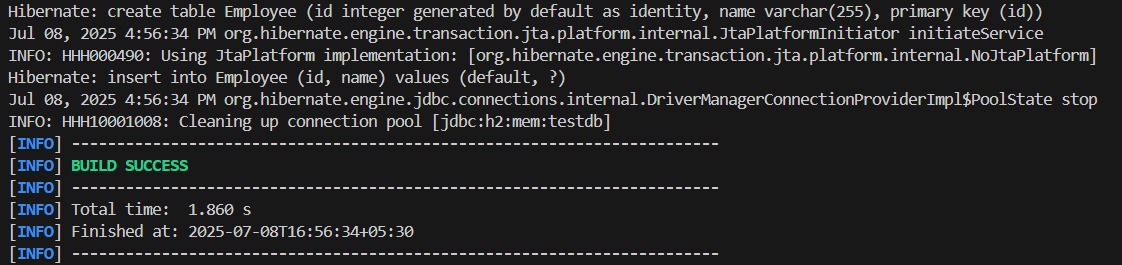 Hibernate: create table Employee (id integer generated by default as identity, name varchar(255), primary key (id))
Jul 08, 2025 4:56:34 PM org.hibernate.engine.transaction.jta.platform.internal.JtaPlatformInitiator initiateService
INFO: HHH000490: Using JtaPlatform implementation: [org.hibernate.engine.transaction.jta.platform.internal.NoJtaPlatform]
Hibernate: insert into Employee (id, name) values (default, ?)
Jul 08, 2025 4:56:34 PM org.hibernate.engine.jdbc.connections.internal.DriverManagerConnectionProviderImpl$PoolState stop
INFO: HHH10001008: Cleaning up connection pool [jdbc:h2:mem:testdb]
[INFO] ------------------------------------------------------------------------
[INFO] BUILD SUCCESS
[INFO] ------------------------------------------------------------------------
[INFO] Total time:  1.860 s
[INFO] Finished at: 2025-07-08T16:56:34+05:30
[INFO] ------------------------------------------------------------------------